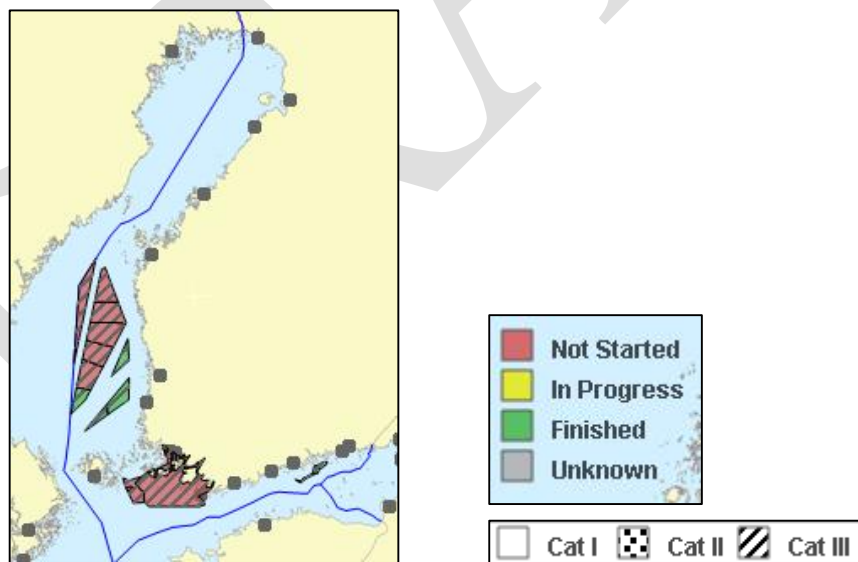 Not Started
In Progress
Finished
Unknown
Cat I Cat II Cat III